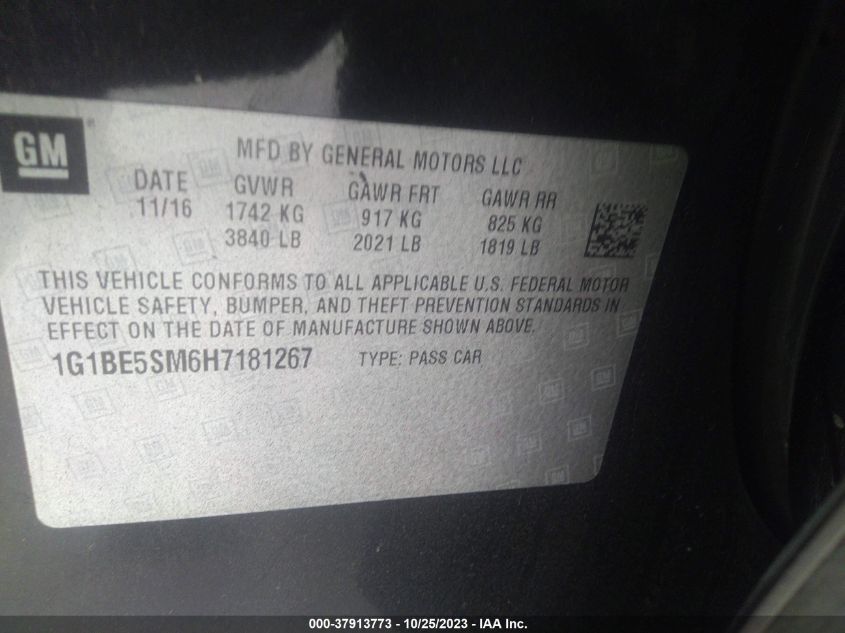 GM
MFD BY GENERAL MOTORS LLC
DATE GVWR GAWR FRT GAWR RR
11/16 1742 KG 917 KG 825 KG
3840 LB 2021 LB 1819 LB
THIS VEHICLE CONFORMS TO ALL APPLICABLE U.S. FEDERAL MOTOR
VEHICLE SAFETY, BUMPER, AND THEFT PREVENTION STANDARDS IN
EFFECT ON THE DATE OF MANUFACTURE SHOWN ABOVE.
1G1BE5SM6H7181267 TYPE: PASS CAR
000-37913773 - 10/25/2023 - IAA Inc.